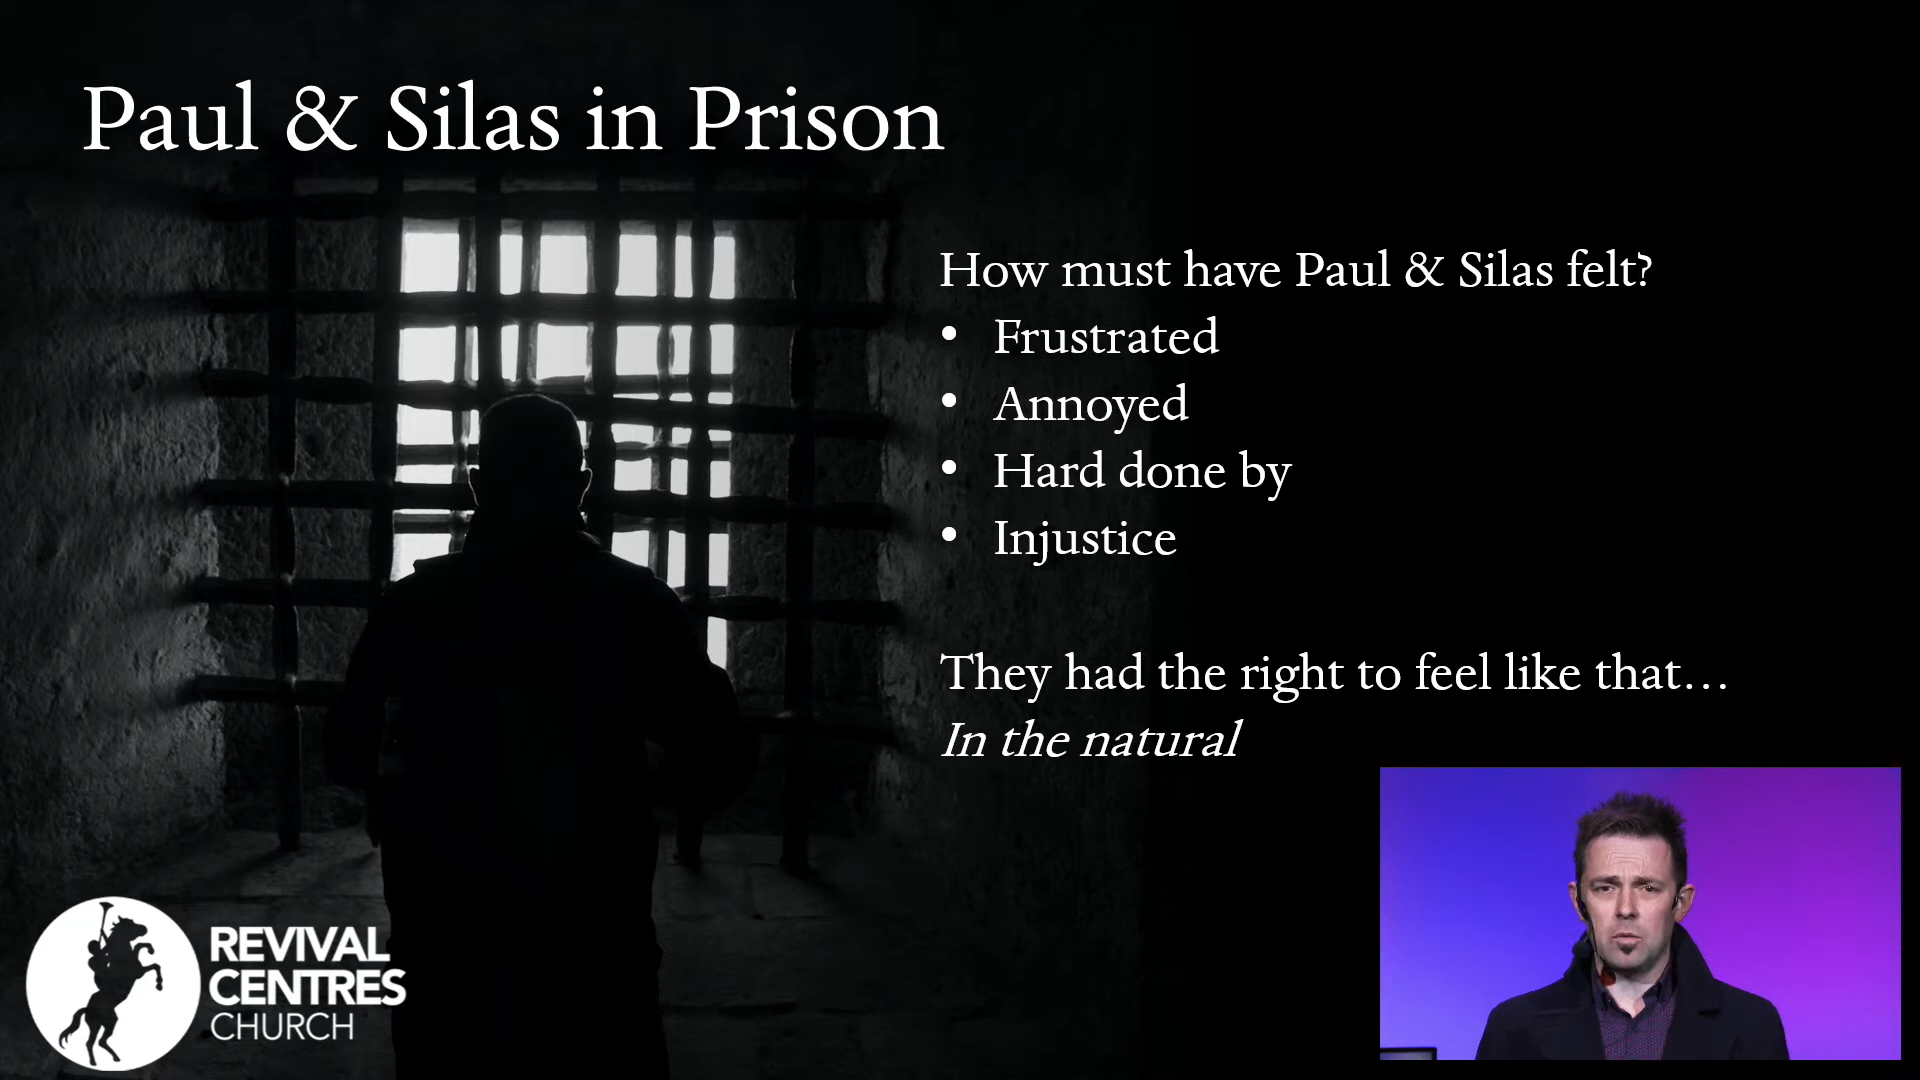 Paul & Silas in Prison
How must have Paul & Silas felt?
• Frustrated
• Annoyed
• Hard done by
• Injustice
They had the right to feel like that…
In the natural
REVIVAL
CENTRES
CHURCH